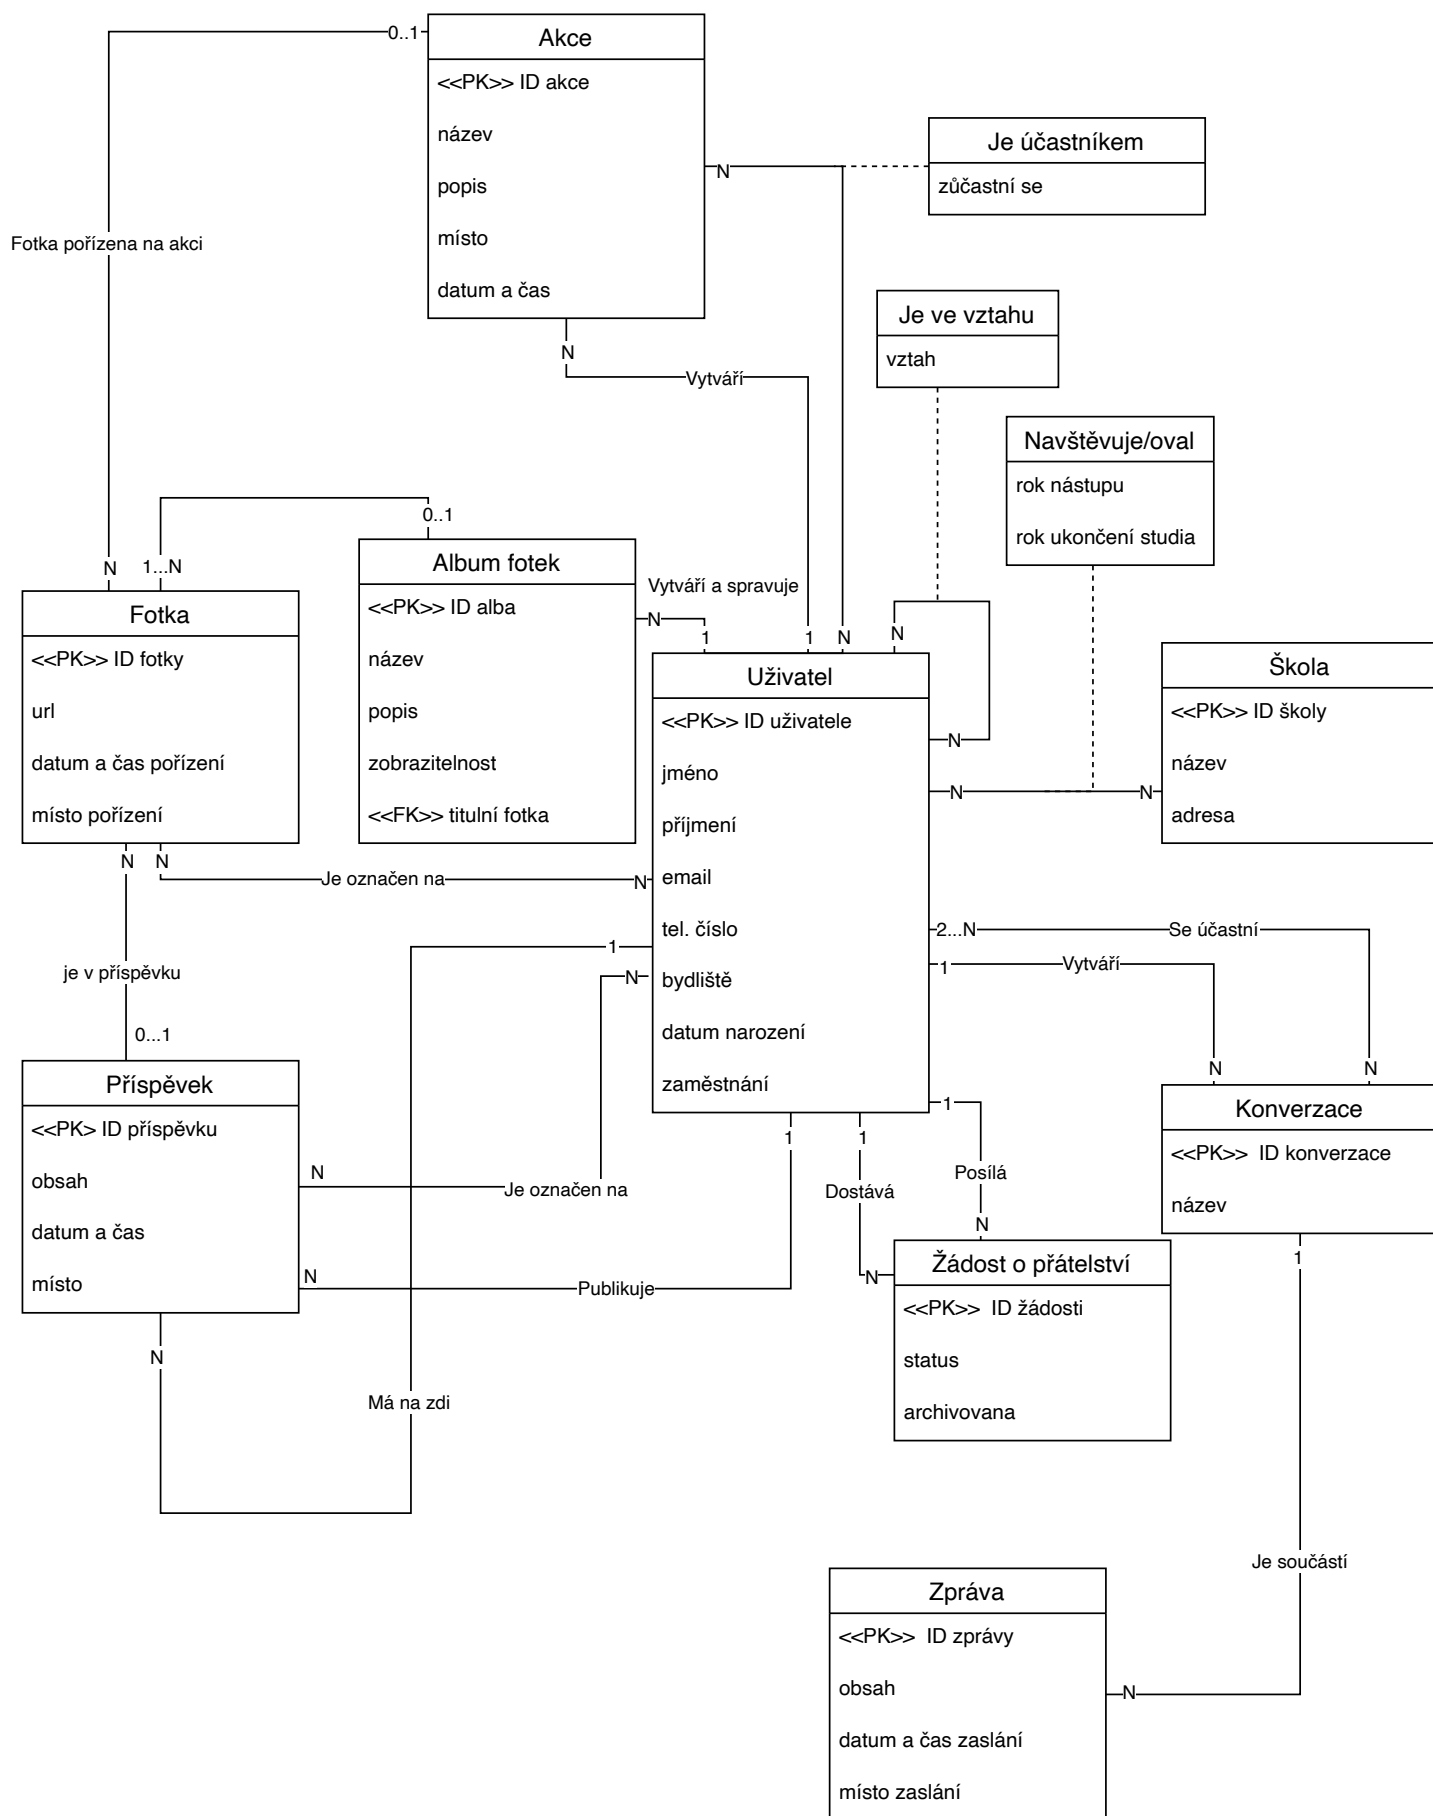 0..1
Akce
<<PK>> ID akce
název
popis
místo
datum a čas
N
Je účastníkem
zůčastní se
Fotka pořízena na akci
N
Vytváří
Je ve vztahu
vztah
Navštěvuje/oval
rok nástupu
rok ukončení studia
0..1
N
1...N
Album fotek
<<PK>> ID alba
název
popis
zobrazitelnost
<<FK>> titulní fotka
Vytváří a spravuje
N
1
1
N
N
Fotka
<<PK>> ID fotky
url
datum a čas pořízení
místo pořízení
N
N
Uživatel
<<PK>> ID uživatele
jméno
příjmení
email
tel. číslo
bydliště
datum narození
zaměstnání
N
N
N
Škola
<<PK>> ID školy
název
adresa
Je označen na
N
1
N
2...N
Se účastní
1
Vytváří
N
N
je v příspěvku
0...1
Příspěvek
<<PK> ID příspěvku
obsah
datum a čas
místo
N
Je označen na
N
Publikuje
1
1
1
Dostává
Posílá
N
N
Konverzace
<<PK>> ID konverzace
název
1
Žádost o přátelství
<<PK>> ID žádosti
status
archivovana
N
Má na zdi
Je součástí
Zpráva
<<PK>> ID zprávy
obsah
datum a čas zaslání
místo zaslání
N